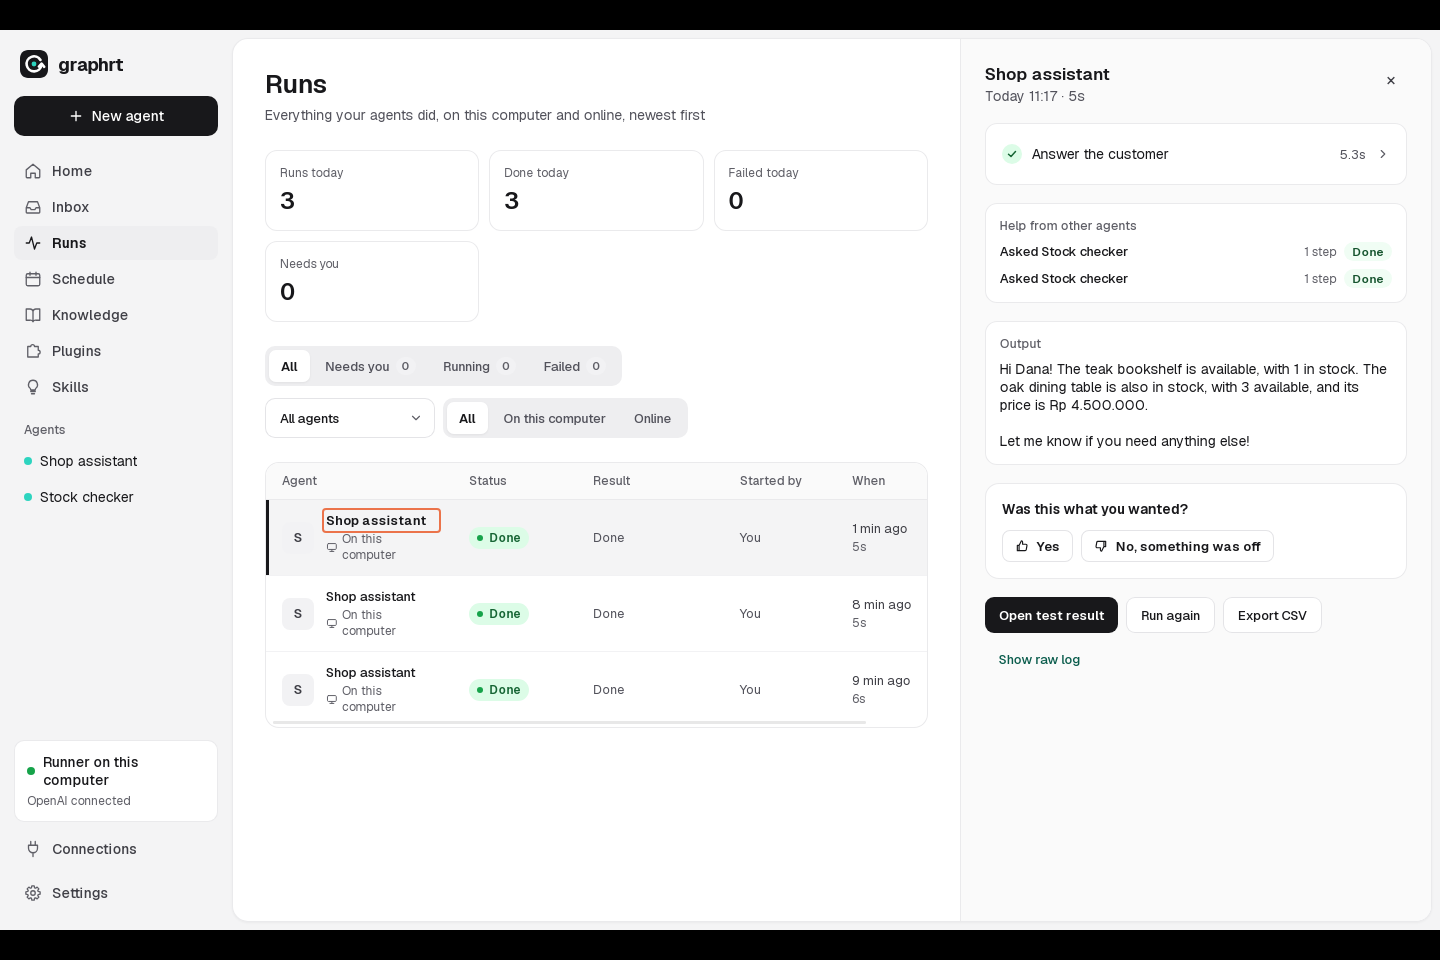 graphrt
New agent
Home
Inbox
Runs
Schedule
Knowledge
Plugins
Skills
Agents
Shop assistant
Stock checker
Runner on this
computer
OpenAI connected
Connections
Settings
Runs
Everything your agents did, on this computer and online, newest first
Runs today
3
Done today
3
Failed today
0
Needs you
0
All
Needs you 0
Running 0
Failed 0
All agents
All
On this computer
Online
Agent Status Result Started by When
S
Shop assistant
On this
computer
Done
Done
You
1 min ago
5s
S
Shop assistant
On this
computer
Done
Done
You
8 min ago
5s
S
Shop assistant
On this
computer
Done
Done
You
9 min ago
6s
Shop assistant
Today 11:17 · 5s
Answer the customer 5.3s
Help from other agents
Asked Stock checker 1 step Done
Asked Stock checker 1 step Done
Output
Hi Dana! The teak bookshelf is available, with 1 in stock. The
oak dining table is also in stock, with 3 available, and its
price is Rp 4.500.000.
Let me know if you need anything else!
Was this what you wanted?
Yes
No, something was off
Open test result
Run again
Export CSV
Show raw log